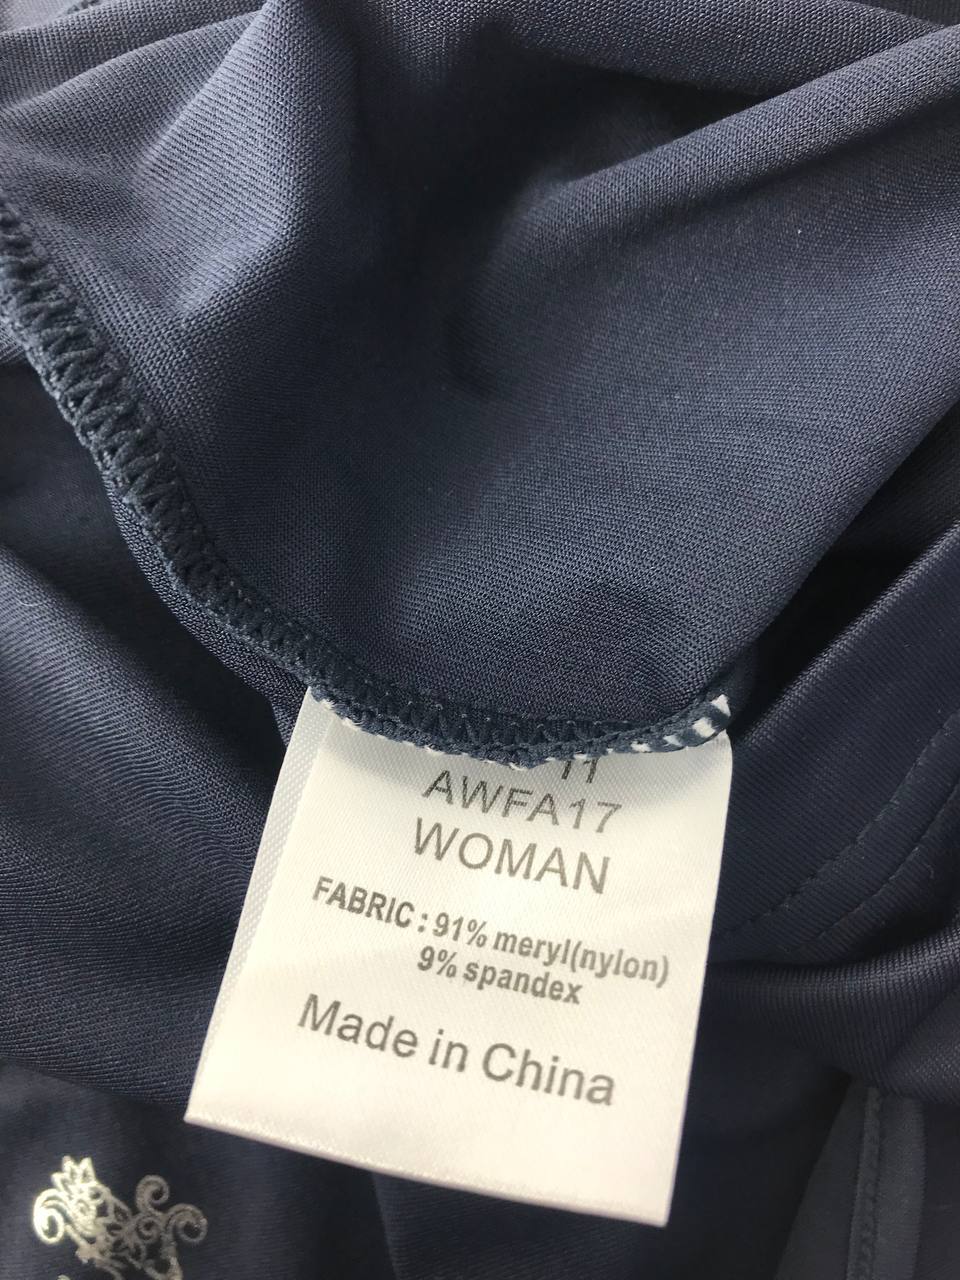 AWFA17
WOMAN
FABRIC : 91% meryl(nylon)
9% spandex
Made in China